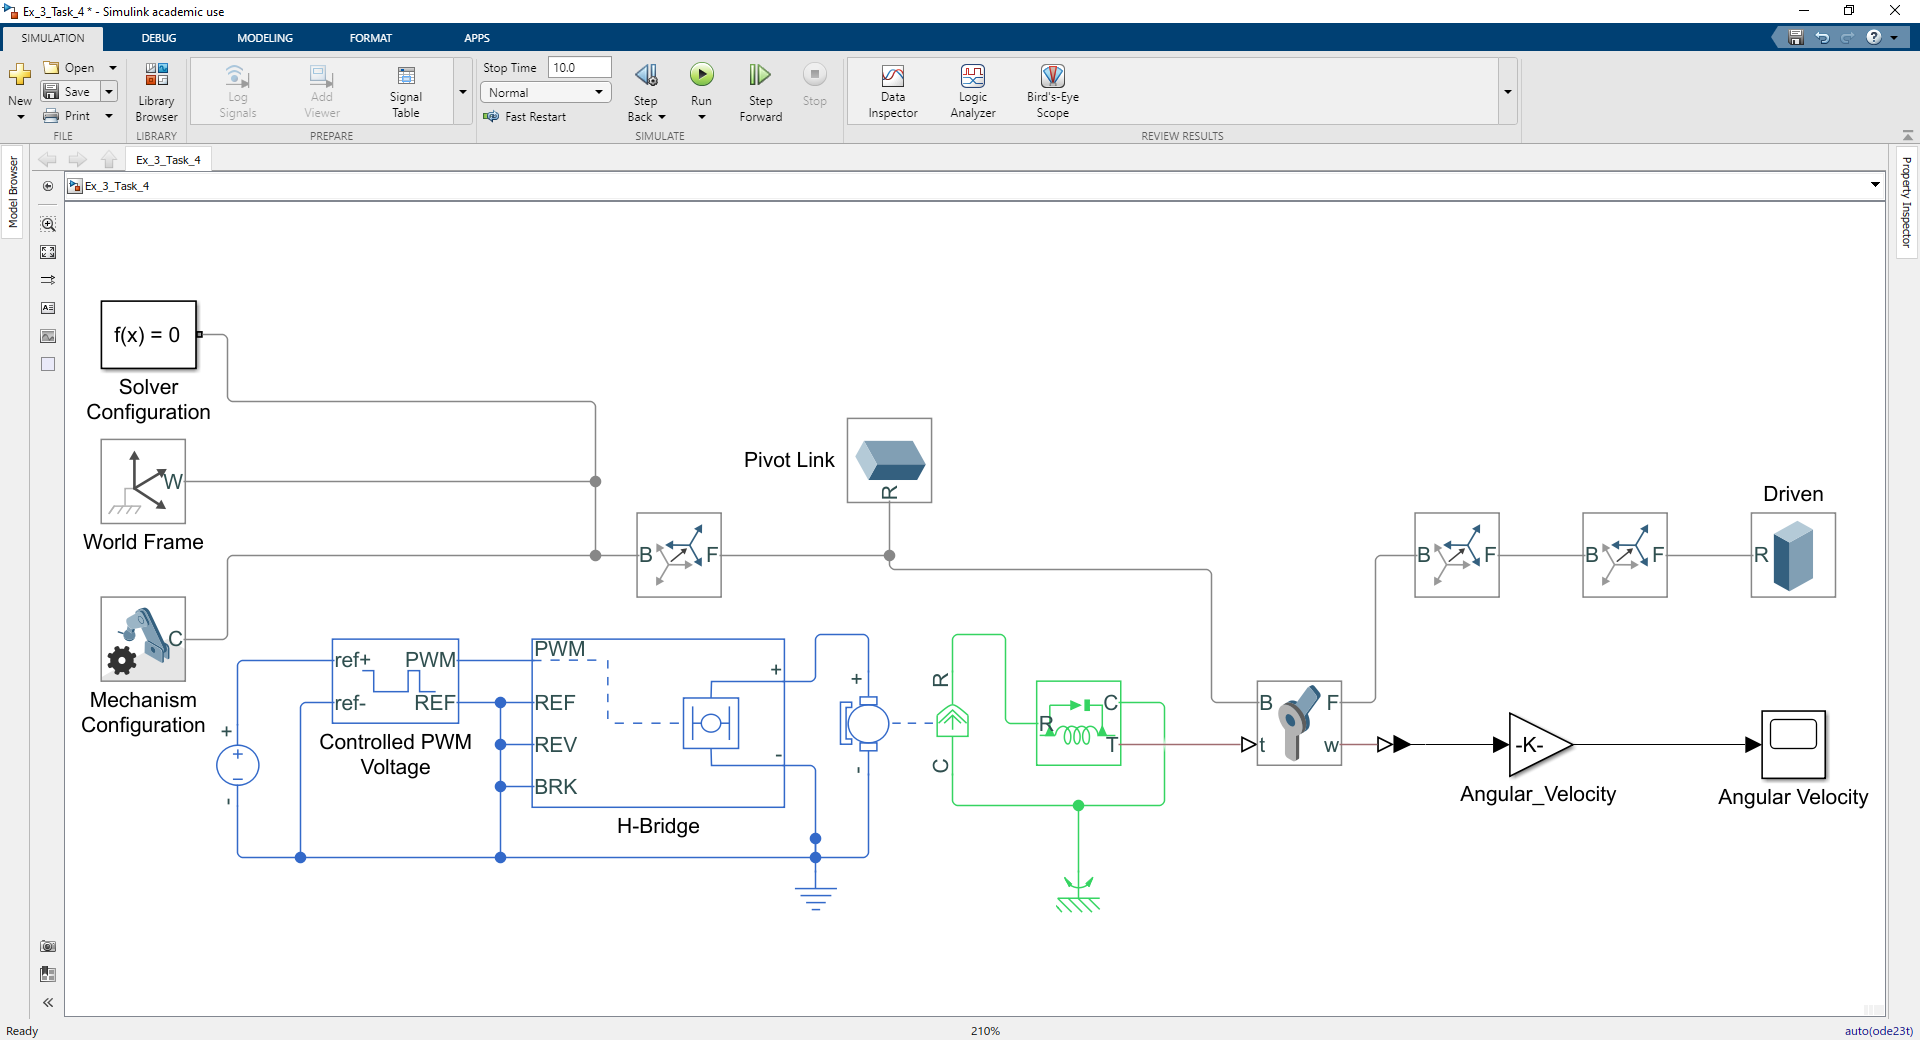 Ex_3_Task_4 * - Simulink academic use
SIMULATION DEBUG MODELING FORMAT APPS
New
Open
Save
Print
FILE
Library
Browser
LIBRARY
Log
Signals
Add
Viewer
Signal
Table
PREPARE
Stop Time 10.0
Normal
Fast Restart
Step
Back
Run
Step
Forward
Stop
SIMULATE
Data
Inspector
Logic
Analyzer
Bird's-Eye
Scope
REVIEW RESULTS
Model Browser
Ex_3_Task_4
Ex_3_Task_4
Property Inspector
f(x) = 0
Solver
Configuration
W
World Frame
C
Mechanism
Configuration
B F
Pivot Link
R
B F
B F
Driven
R
+
-
+
−
ref+ PWM
ref- REF
Controlled PWM
Voltage
PWM
REF
REV
BRK
+
-
H-Bridge
+
-
R
C
R C
T
B F
t w
-K-
Angular_Velocity
Angular Velocity
Ready
210%
auto(ode23t)